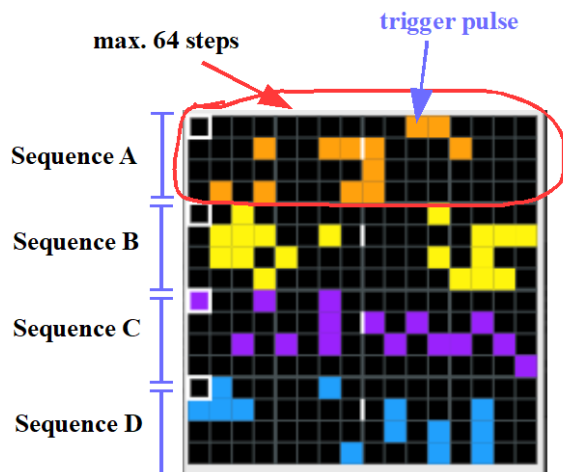 trigger pulse
max. 64 steps
Sequence A
Sequence B
Sequence C
Sequence D